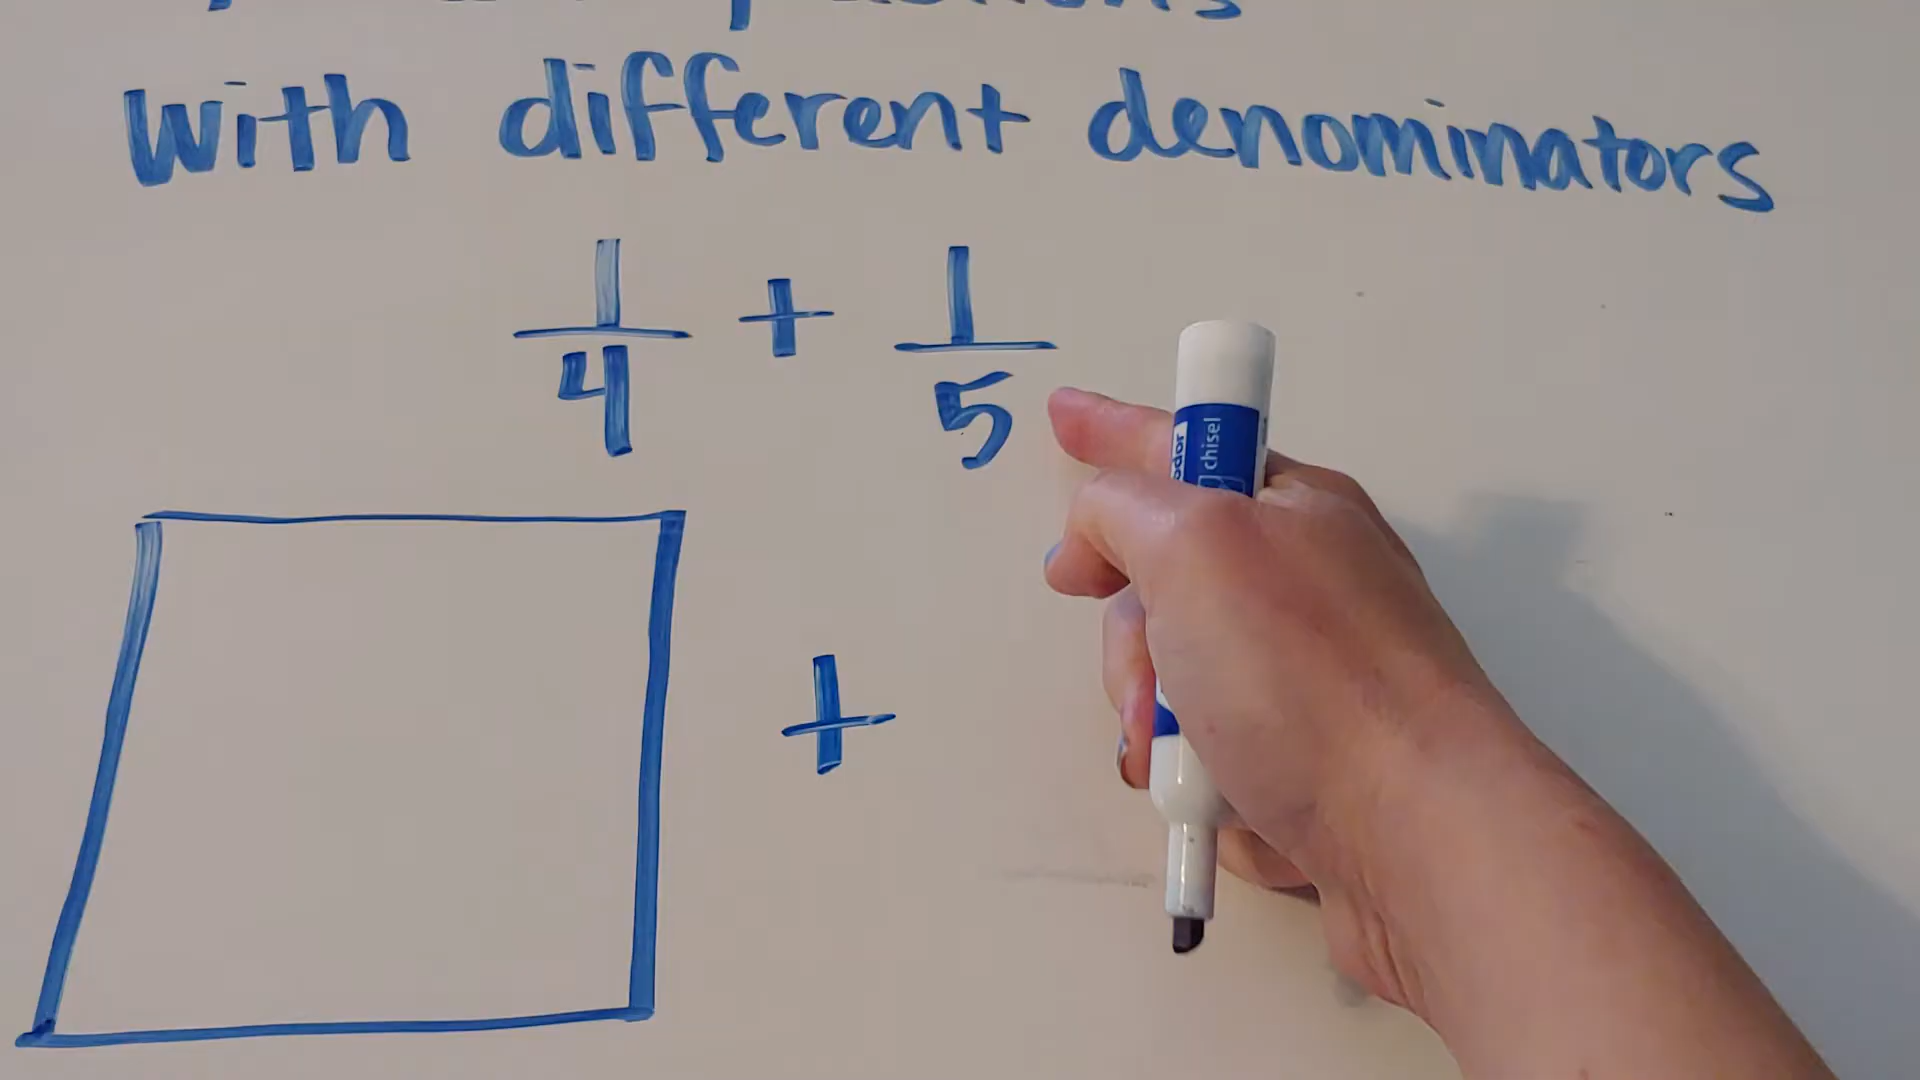 with different denominators
1/4 + 1/5
+
chisel